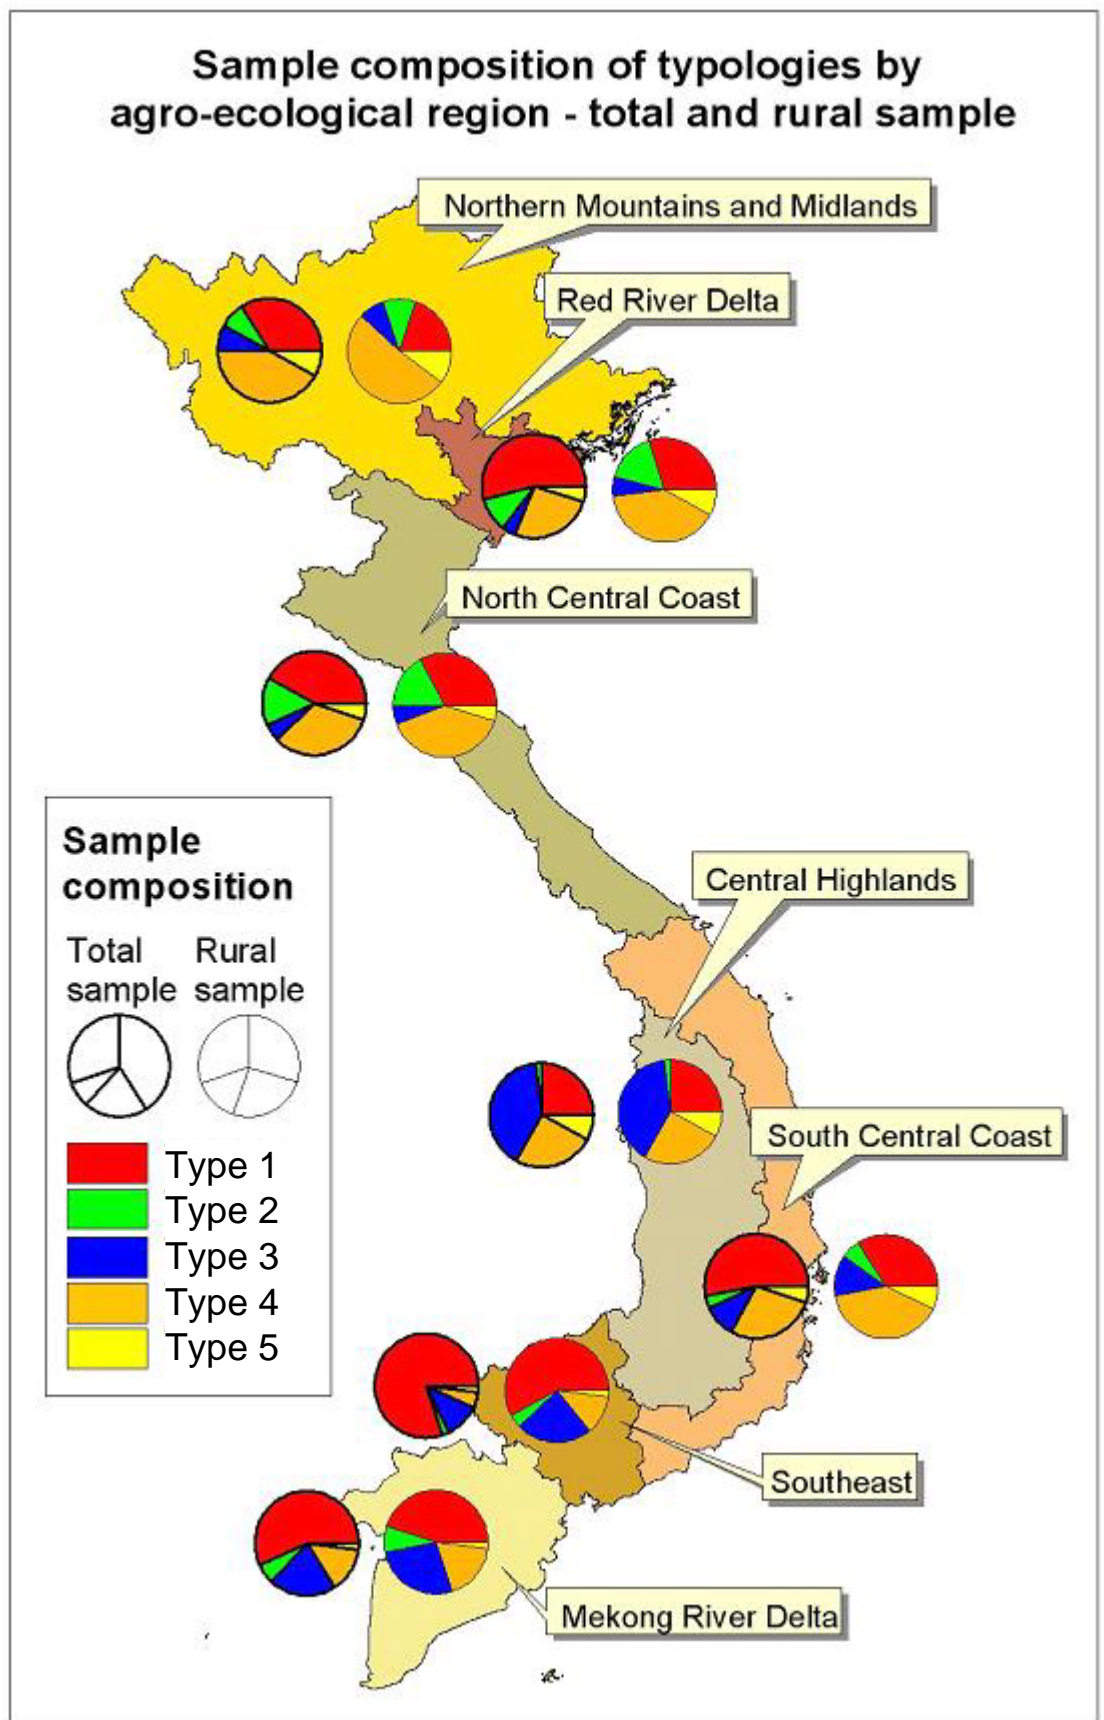 Sample composition of typologies by
agro-ecological region - total and rural sample
Northern Mountains and Midlands
Red River Delta
North Central Coast
Central Highlands
South Central Coast
Southeast
Mekong River Delta
Sample
composition
Total Rural
sample sample
Type 1
Type 2
Type 3
Type 4
Type 5